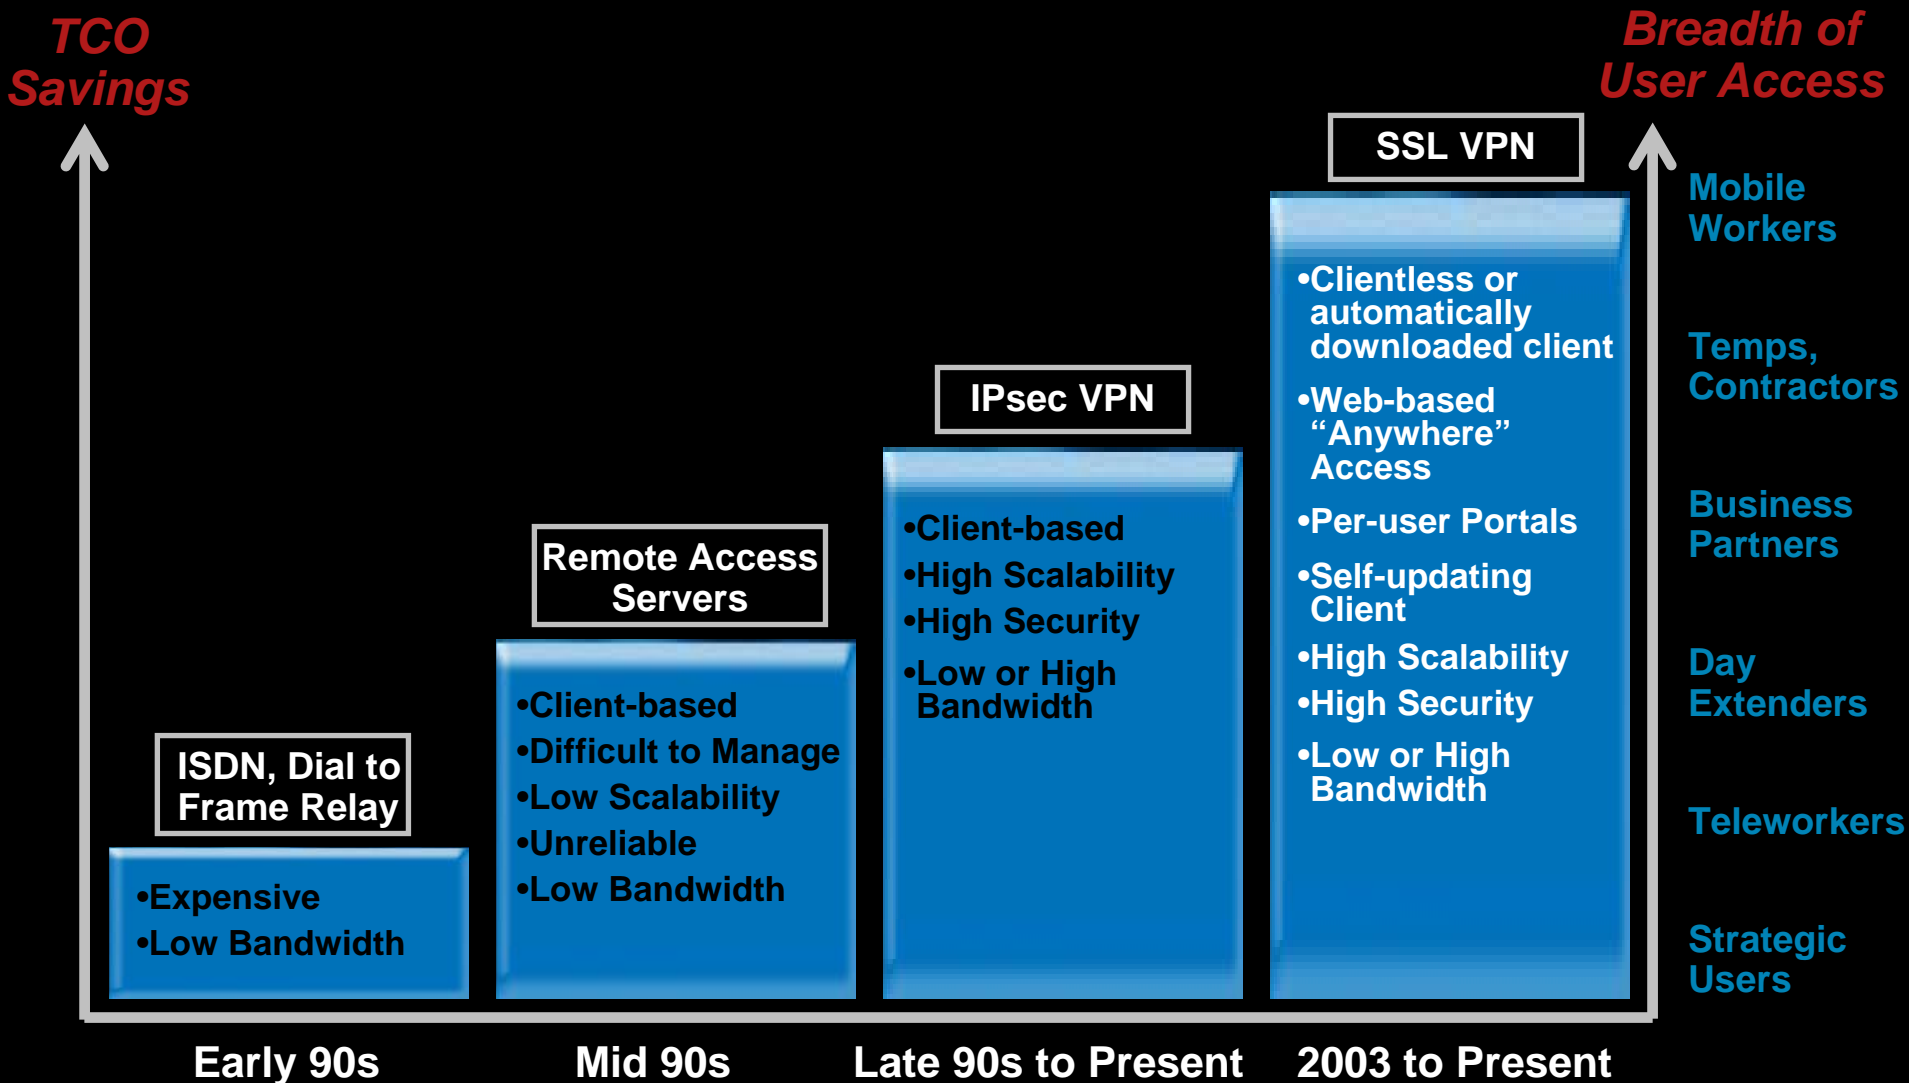 TCO
Savings
Breadth of
User Access
SSL VPN
•Clientless or
automatically
downloaded client
•Web-based
“Anywhere”
Access
•Per-user Portals
•Self-updating
Client
•High Scalability
•High Security
•Low or High
Bandwidth
IPsec VPN
•Client-based
•High Scalability
•High Security
•Low or High
Bandwidth
Remote Access
Servers
•Client-based
•Difficult to Manage
•Low Scalability
•Unreliable
•Low Bandwidth
ISDN, Dial to
Frame Relay
•Expensive
•Low Bandwidth
Mobile
Workers
Temps,
Contractors
Business
Partners
Day
Extenders
Teleworkers
Strategic
Users
Early 90s
Mid 90s
Late 90s to Present
2003 to Present